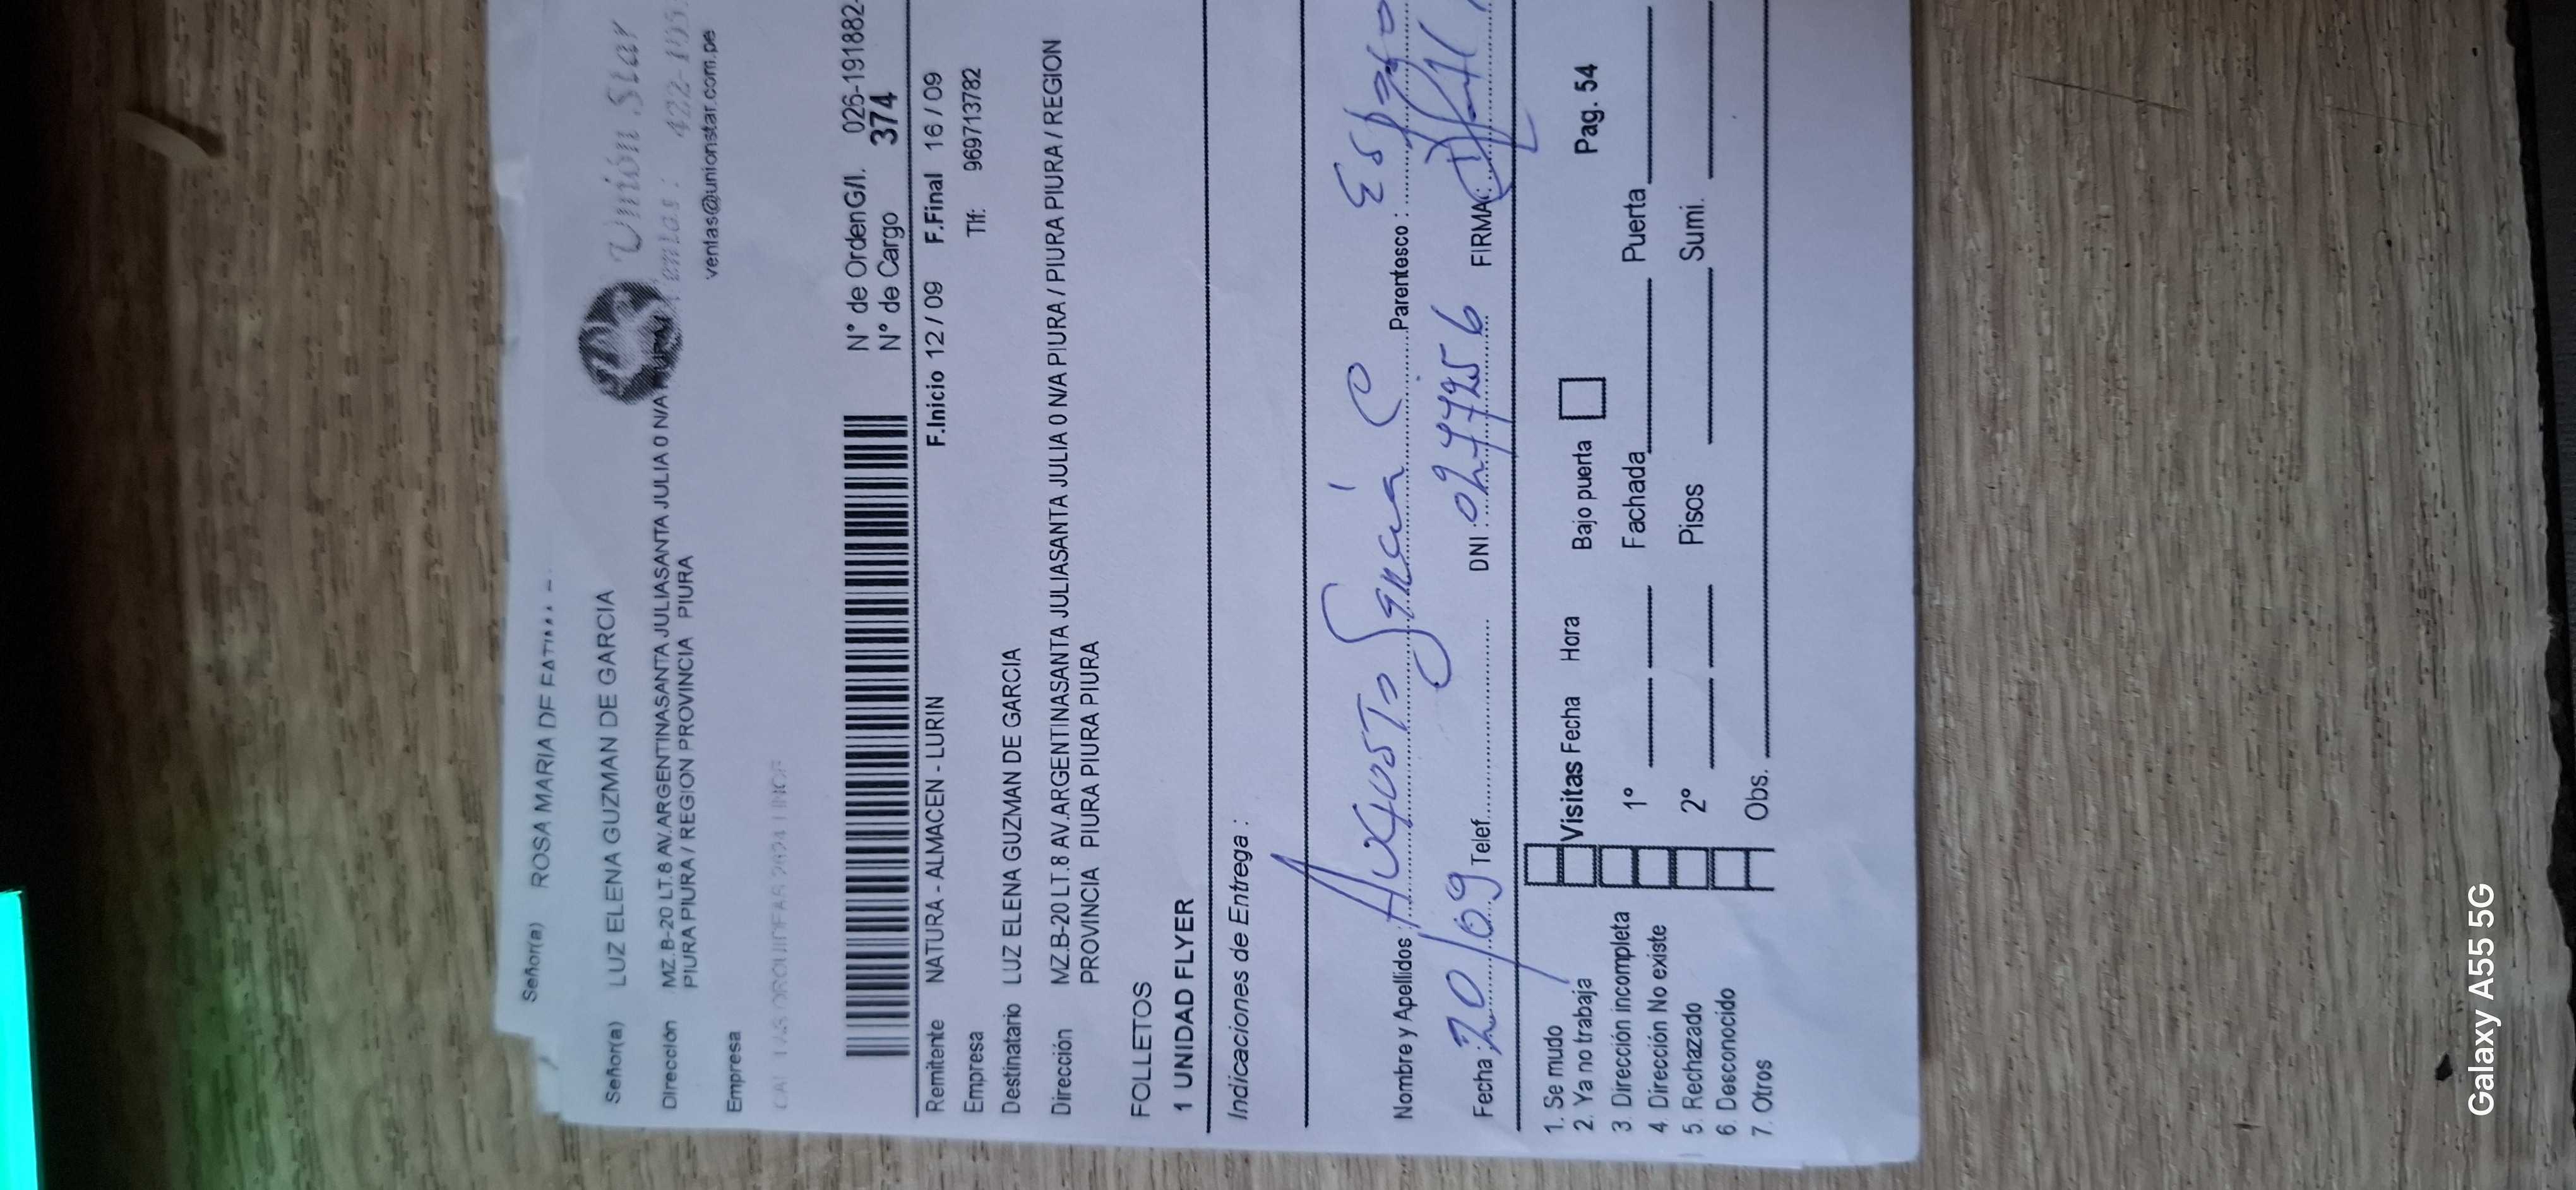 Señor(a) ROSA MARIA DE FATIMA
Unión Star
Señor(a) LUZ ELENA GUZMAN DE GARCIA
Ventas: 422-105
Dirección MZ.B-20 LT.8 AV.ARGENTINASANTA JULIASANTA JULIA 0 N/A PIURA
PIURA PIURA / REGION PROVINCIA PIURA
ventas@unionstar.com.pe
Empresa
N° de OrdenG/I. 026-191882-
N° de Cargo 374
Remitente NATURA - ALMACEN - LURIN F.Inicio 12 / 09 F.Final 16 / 09
Empresa Tlf: 969713782
Destinatario LUZ ELENA GUZMAN DE GARCIA
Dirección MZ.B-20 LT.8 AV.ARGENTINASANTA JULIASANTA JULIA 0 N/A PIURA / PIURA PIURA / REGION
PROVINCIA PIURA PIURA PIURA PIURA
FOLLETOS
1 UNIDAD FLYER
Indicaciones de Entrega :
Nombre y Apellidos : Augusto García C Parentesco : Esposo
Fecha : 20/09 Telef. DNI : FIRMA:
1. Se mudo
2. Ya no trabaja Visitas Fecha Hora Bajo puerta Pag. 54
3. Dirección incompleta 1° Fachada Puerta
4. Dirección No existe
5. Rechazado 2° Pisos Sumi.
6. Desconocido
7. Otros Obs.
Galaxy A55 5G